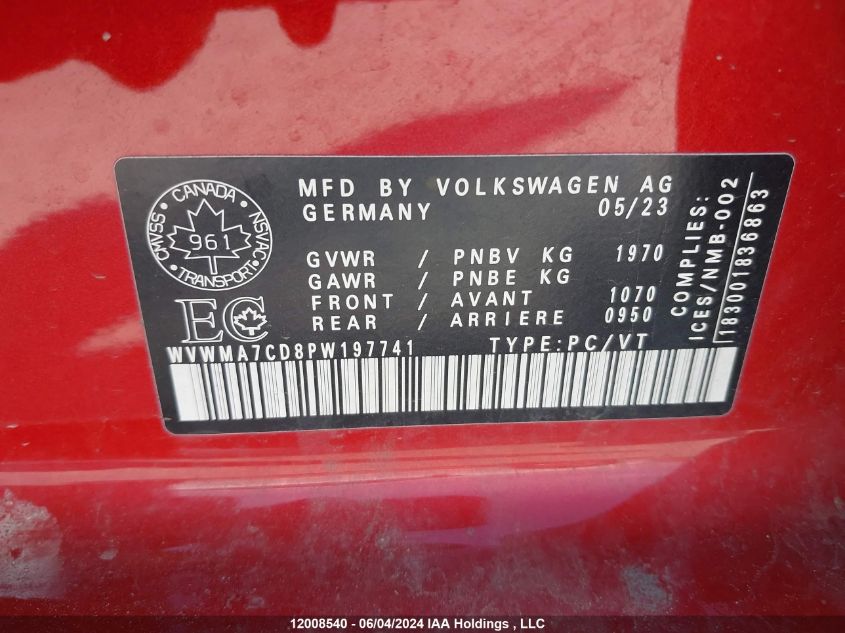 CANADA
CMVSS
NSVAC
961
TRANSPORT
MFD BY VOLKSWAGEN AG
GERMANY 05/23
GVWR / PNBV KG 1970
GAWR / PNBE KG
FRONT / AVANT 1070
REAR / ARRIERE 0950
EC
WVWMA7CD8PW197741 TYPE:PC/VT
COMPLIES:
ICES/NMB-002
183001836863
12008540 - 06/04/2024 IAA Holdings , LLC